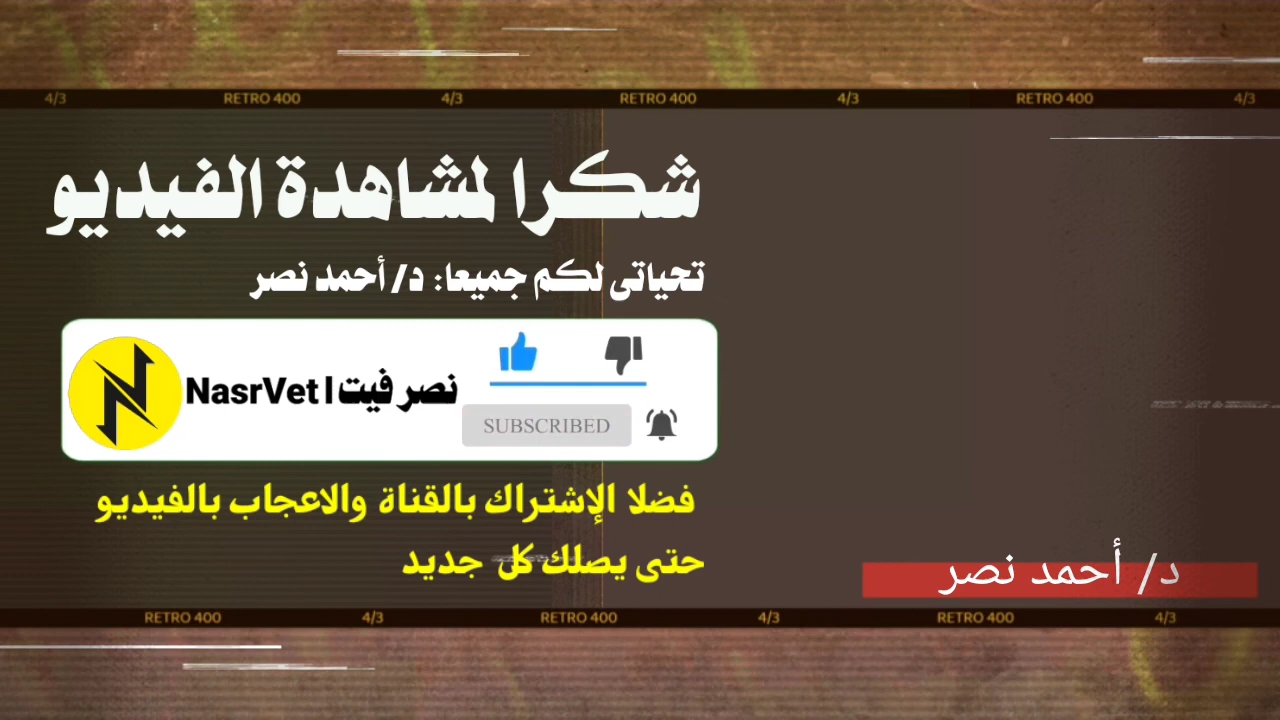 4/3 RETRO 400 4/3 RETRO 400 4/3 RETRO 400 4/3
شكرا لمشاهدة الفيديو
تحياتى لكم جميعا: د/ أحمد نصر
نصر فيت | NasrVet
SUBSCRIBED
فضلا الإشتراك بالقناة والاعجاب بالفيديو
حتى يصلك كل جديد
د/ أحمد نصر
RETRO 400 4/3 RETRO 400 4/3 RETRO 400 4/3